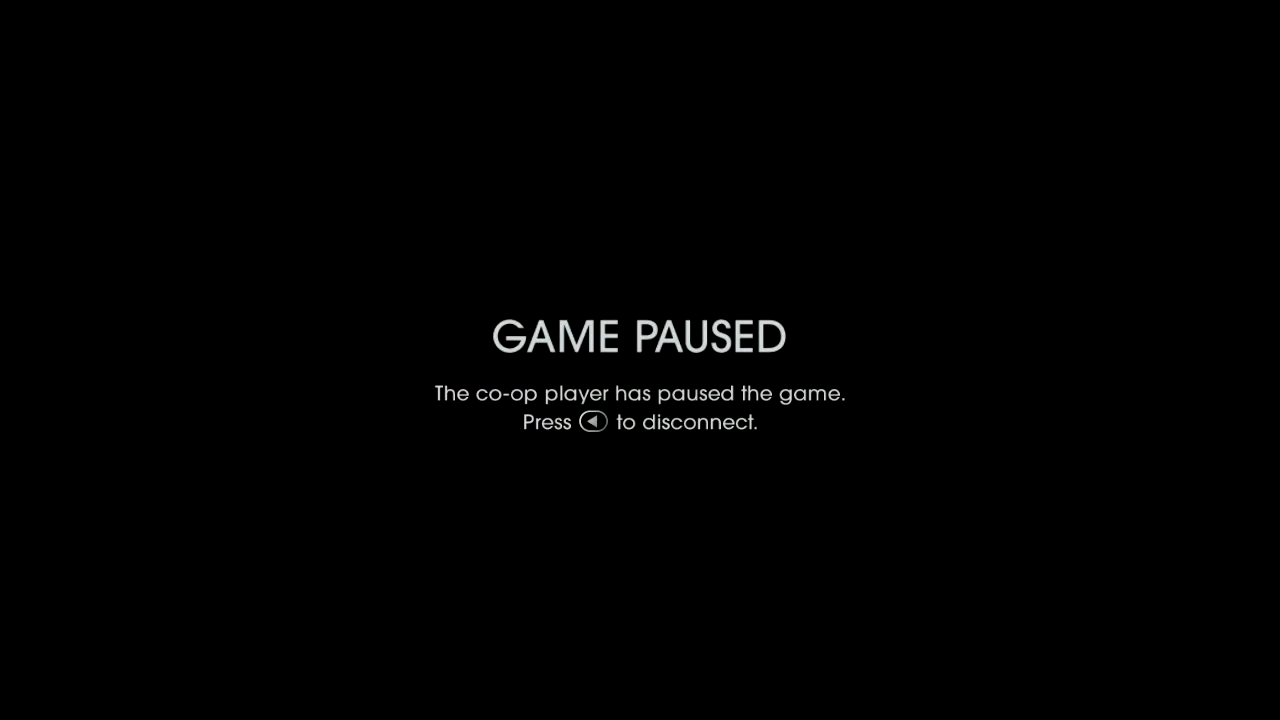 GAME PAUSED
The co-op player has paused the game.
Press ◀ to disconnect.